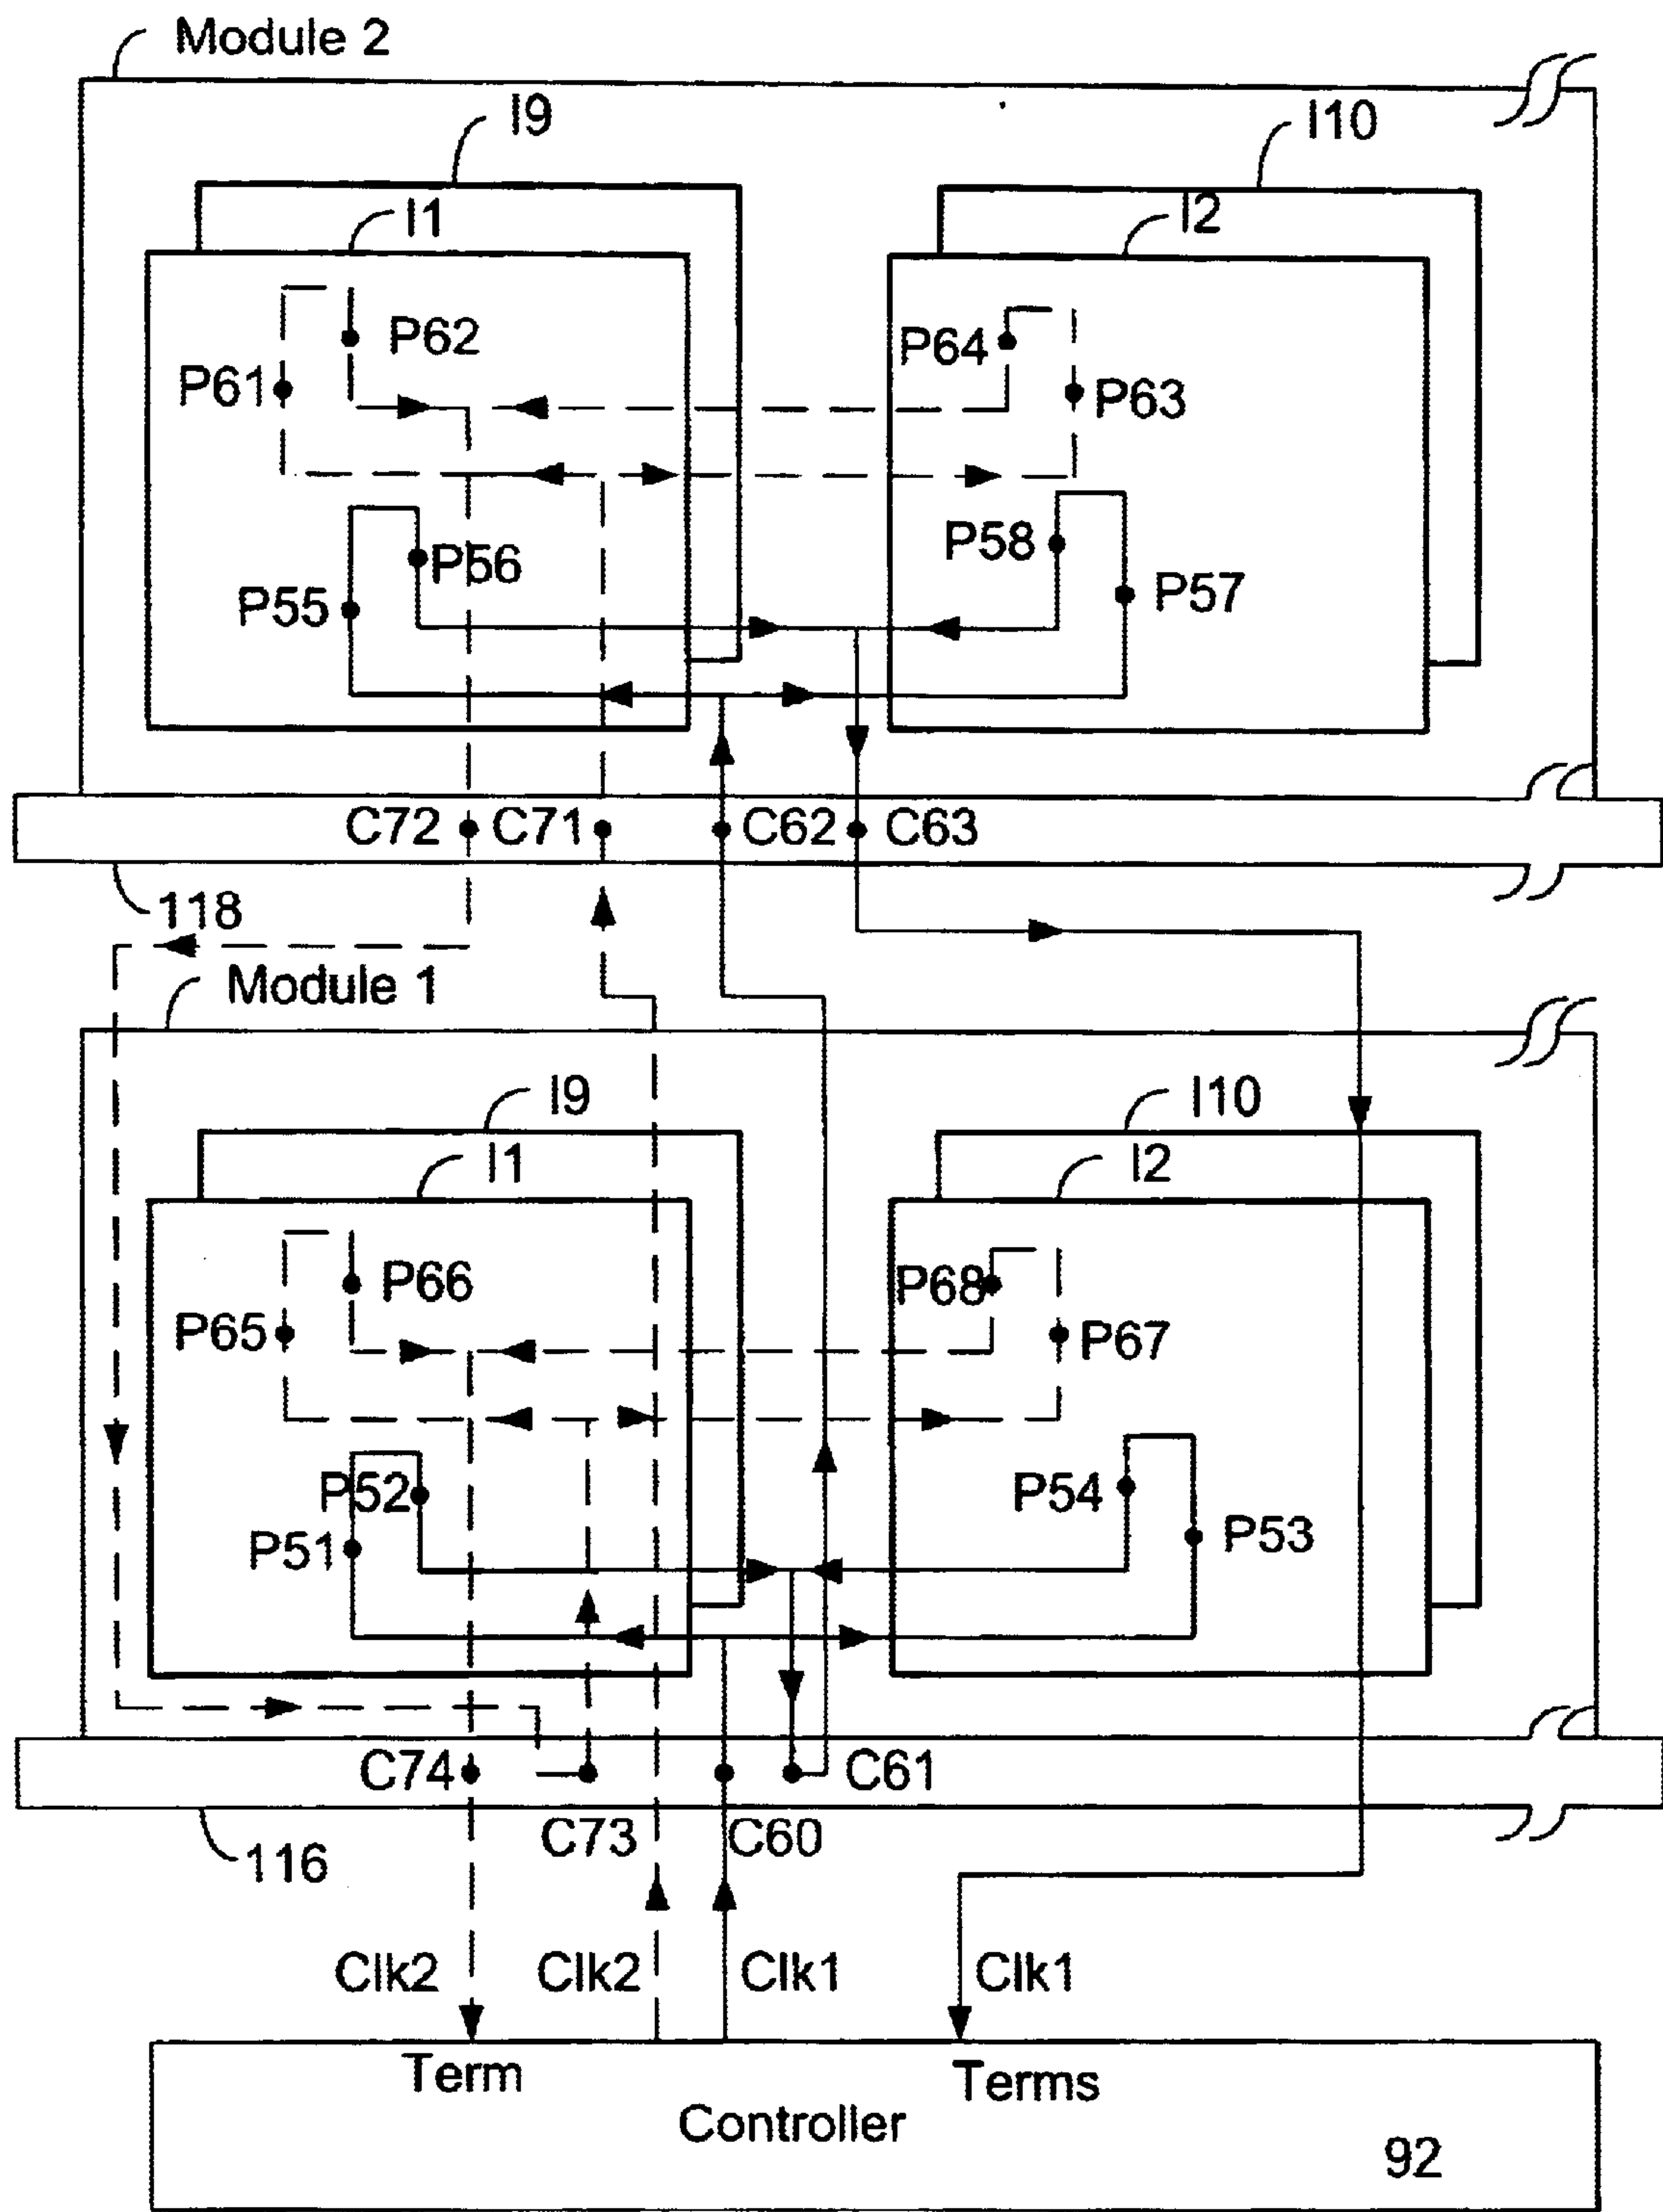 Module 2
I9
I10
I1
I2
P62
P64
P61
P63
P56
P58
P55
P57
C72
C71
C62
C63
118
Module 1
I9
I10
I1
I2
P66
P68
P65
P67
P52
P54
P51
P53
C74
C61
C73
C60
116
Clk2
Clk2
Clk1
Clk1
Term
Terms
Controller
92